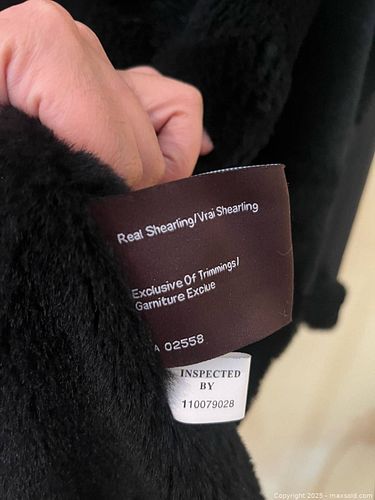 Real Shearling/Vrai Shearling
Exclusive Of Trimmings/
Garniture Exclue
A 02558
INSPECTED
BY
110079028
Copyright 2025 - maxsold.com